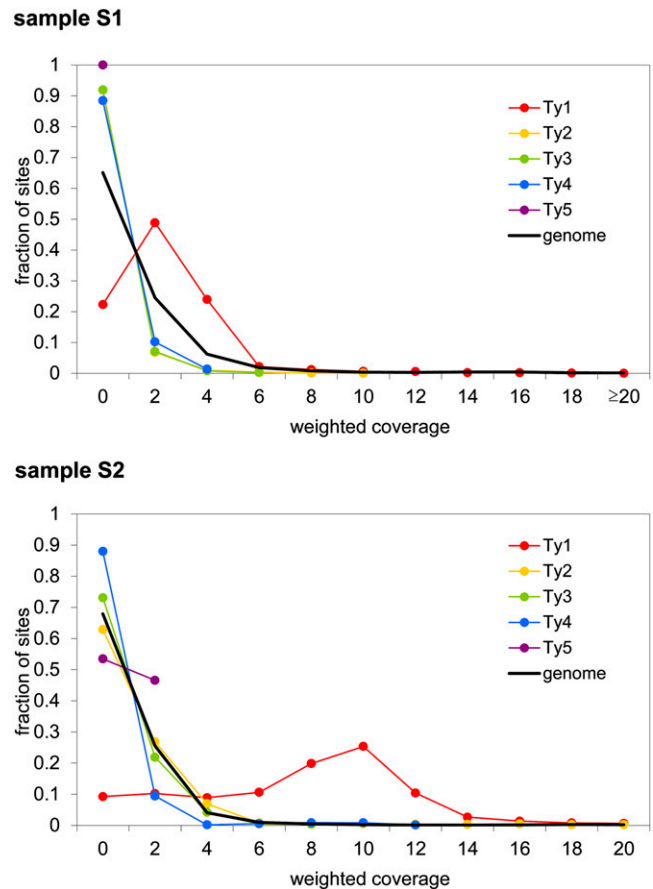 sample S1
fraction of sites
1
0.9
0.8
0.7
0.6
0.5
0.4
0.3
0.2
0.1
0
Ty1
Ty2
Ty3
Ty4
Ty5
genome
0 2 4 6 8 10 12 14 16 18 ≥20
weighted coverage
sample S2
fraction of sites
1
0.9
0.8
0.7
0.6
0.5
0.4
0.3
0.2
0.1
0
Ty1
Ty2
Ty3
Ty4
Ty5
genome
0 2 4 6 8 10 12 14 16 18 20
weighted coverage